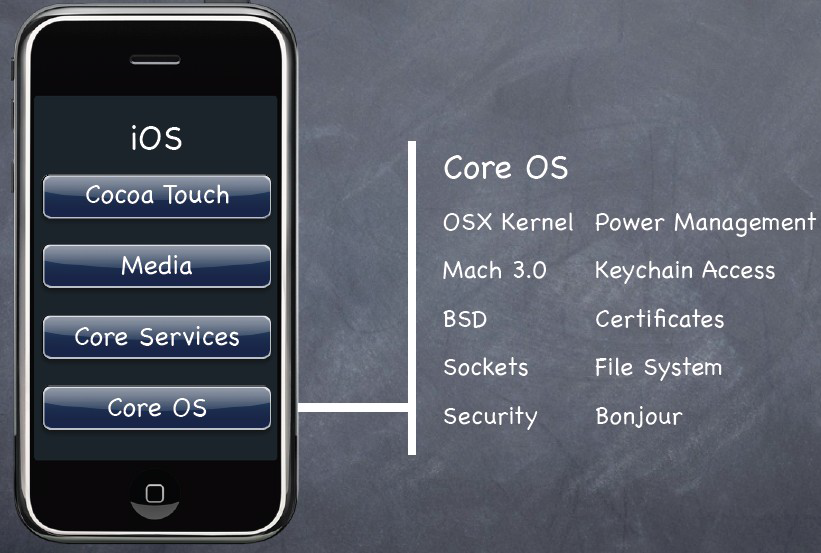 iOS
Cocoa Touch
Media
Core Services
Core OS
Core OS
OSX Kernel Power Management
Mach 3.0 Keychain Access
BSD Certificates
Sockets File System
Security Bonjour